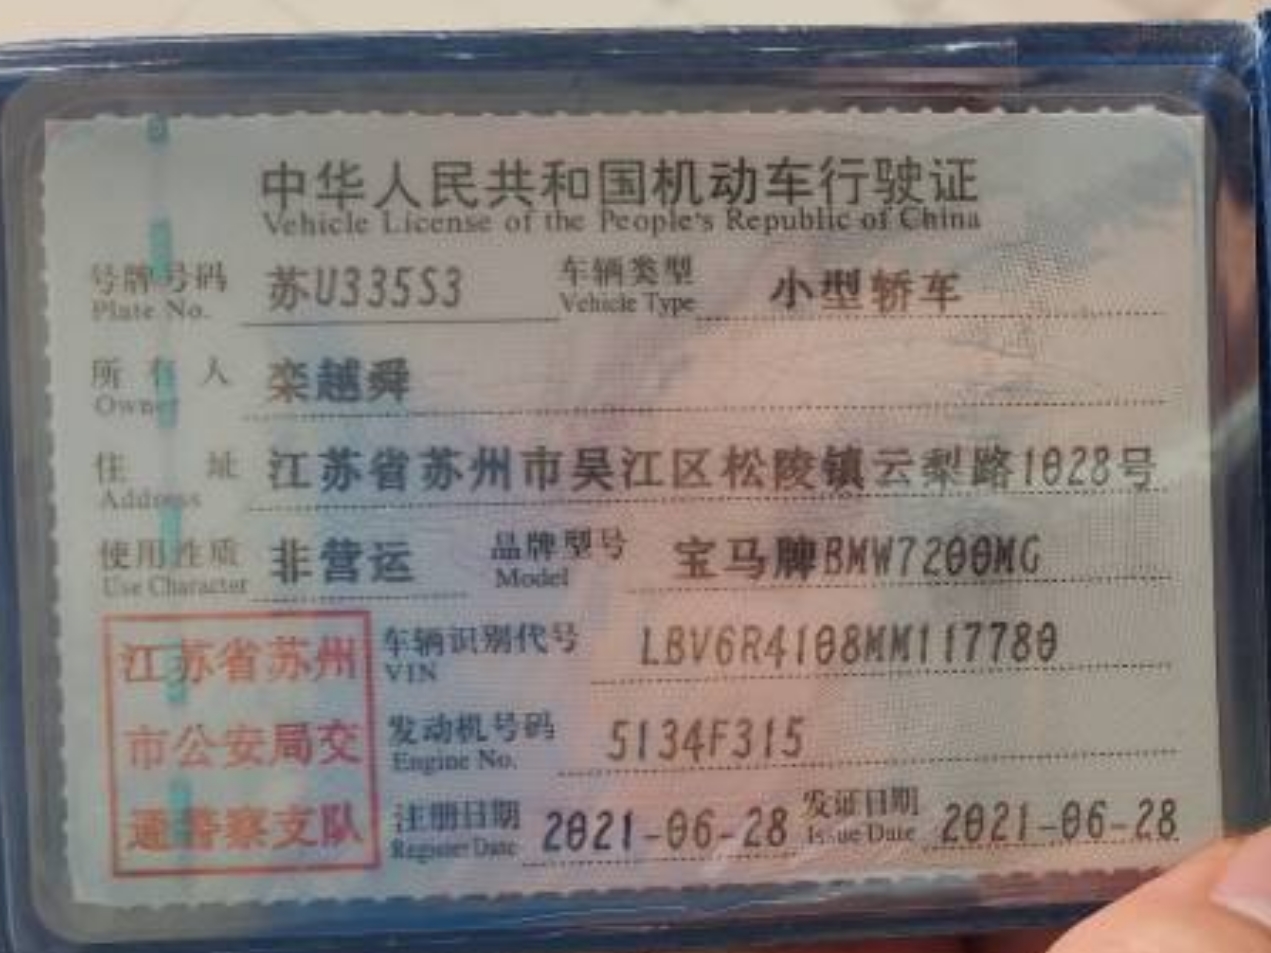 中华人民共和国机动车行驶证
Vehicle License of the People's Republic of China
号牌号码 苏U335S3 车辆类型 小型轿车
Plate No. Vehicle Type
所有人 栾越舜
Owner
住址 江苏省苏州市吴江区松陵镇云梨路1028号
Address
使用性质 非营运 品牌型号 宝马牌BMW7200MG
Use Character Model
车辆识别代号 LBV6R4108MM117780
VIN
发动机号码 5134F315
Engine No.
注册日期 2021-06-28 发证日期 2021-06-28
Register Date Issue Date
江苏省苏州
市公安局交
通警察支队